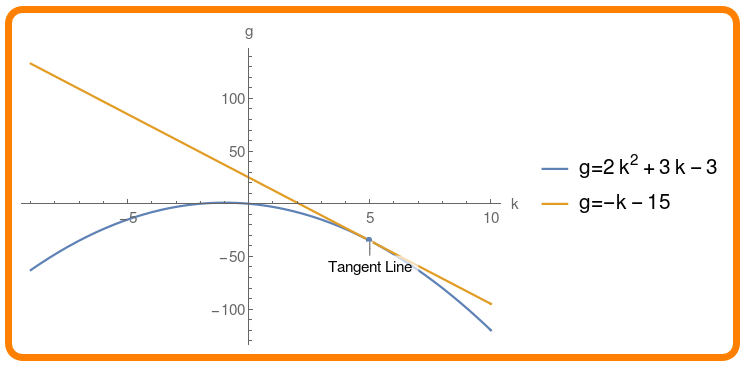 g
100
50
-5
5
10
k
-50
-100
Tangent Line
g=2 k² + 3 k – 3
g=–k – 15